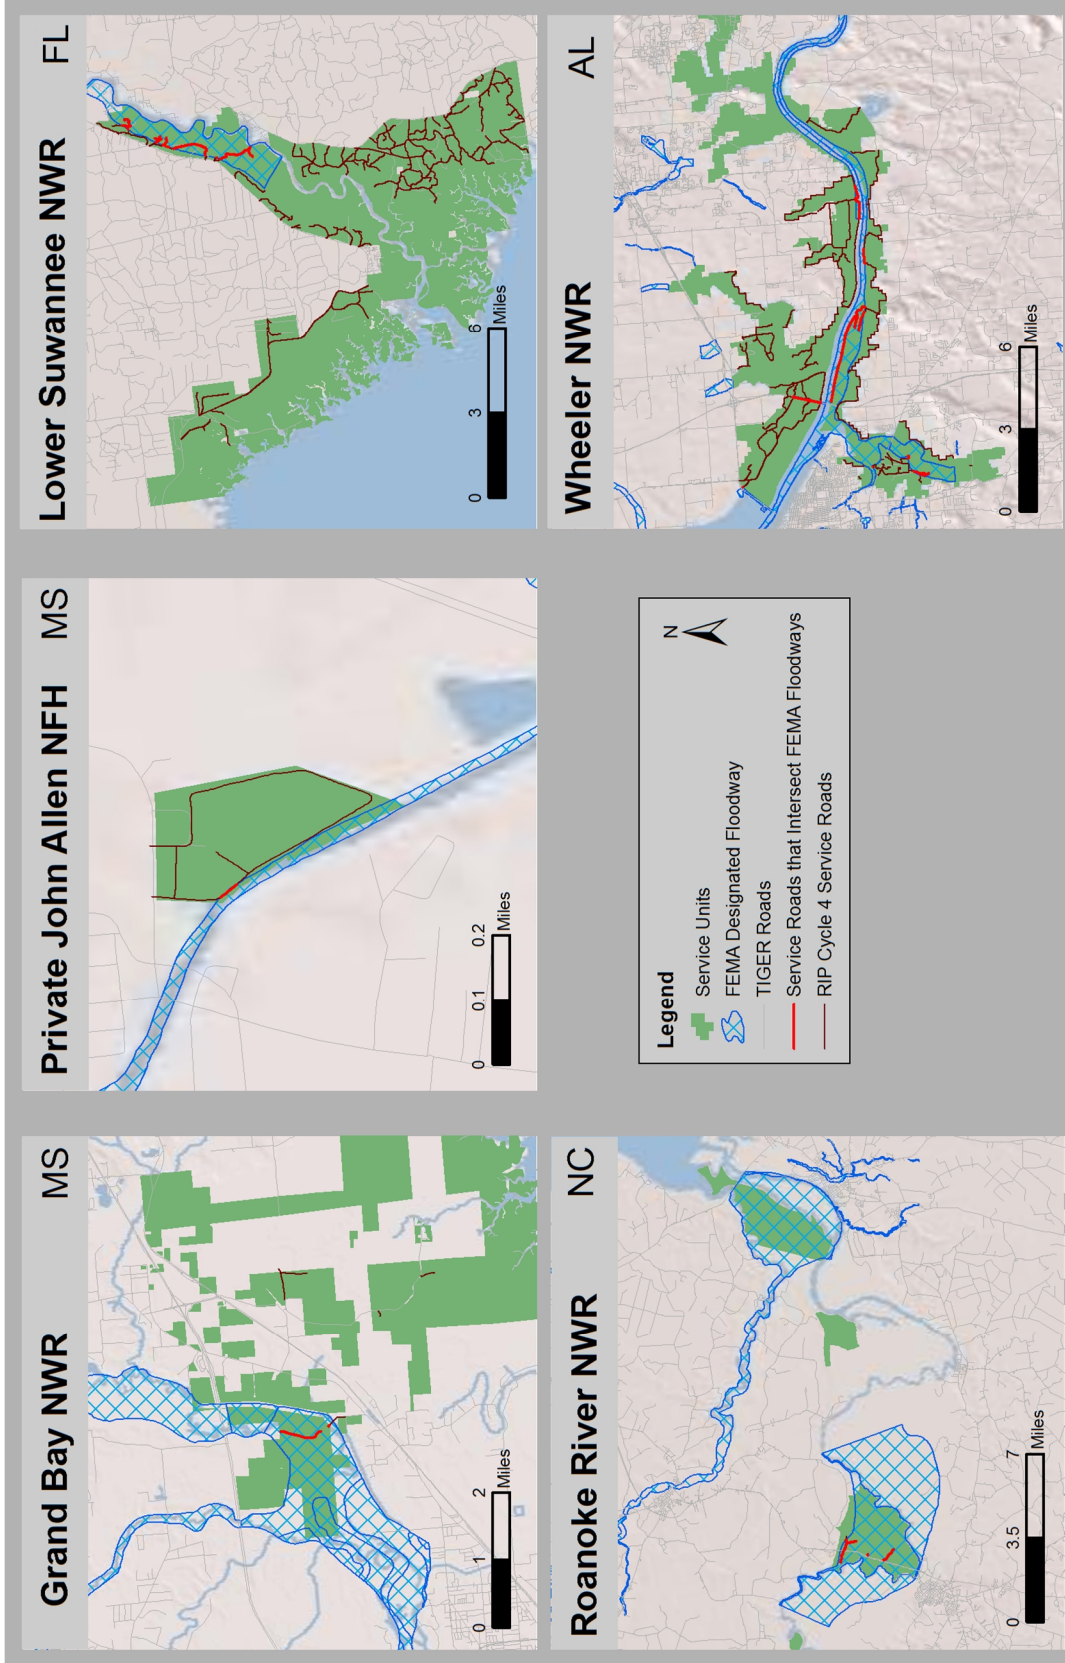 Grand Bay NWR MS
0 1 2
Miles
Private John Allen NFH MS
0 0.1 0.2
Miles
Lower Suwannee NWR FL
0 3 6
Miles
Roanoke River NWR NC
0 3.5 7
Miles
Legend
N
Service Units
FEMA Designated Floodway
TIGER Roads
Service Roads that Intersect FEMA Floodways
RIP Cycle 4 Service Roads
Wheeler NWR AL
0 3 6
Miles